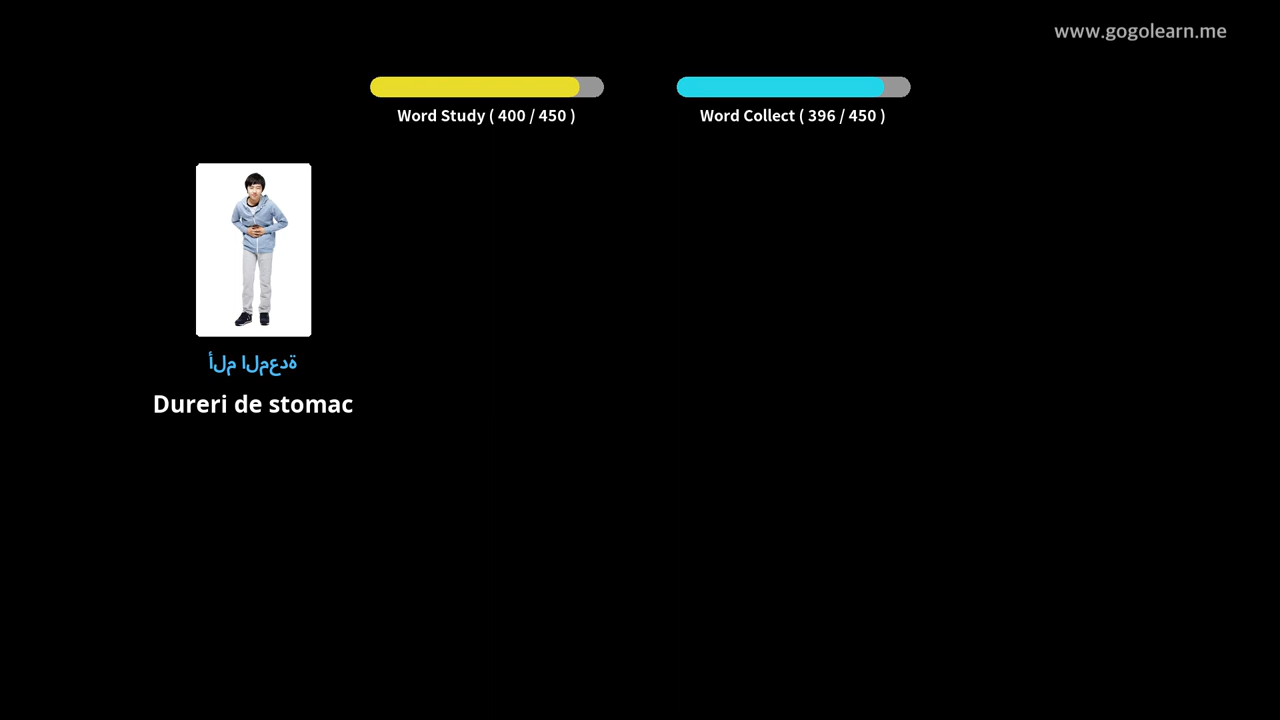 www.gogolearn.me
Word Study ( 400 / 450 )
Word Collect ( 396 / 450 )
ألم المعدة
Dureri de stomac